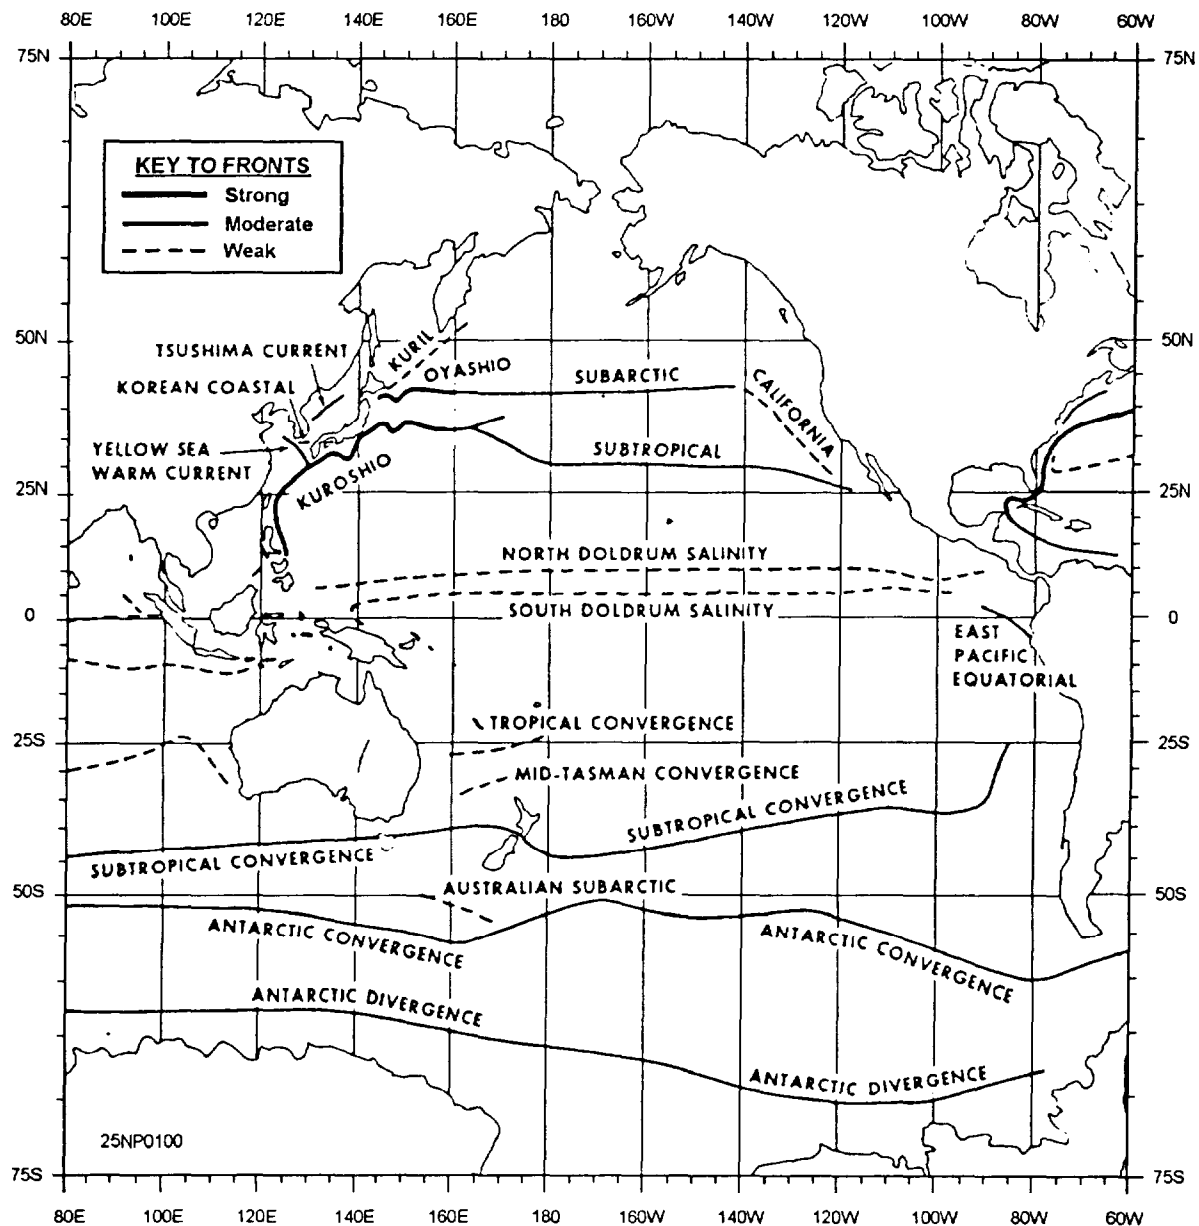 80E 100E 120E 140E 160E 180 160W 140W 120W 100W 80W 60W
75N 75N
KEY TO FRONTS
Strong
Moderate
Weak
50N 50N
TSUSHIMA CURRENT
KURIL
OYASHIO
KOREAN COASTAL
SUBARCTIC
CALIFORNIA
YELLOW SEA
WARM CURRENT
KUROSHIO
SUBTROPICAL
25N 25N
NORTH DOLDRUM SALINITY
0 0
SOUTH DOLDRUM SALINITY
EAST
PACIFIC
EQUATORIAL
TROPICAL CONVERGENCE
25S 25S
MID-TASMAN CONVERGENCE
SUBTROPICAL CONVERGENCE
SUBTROPICAL CONVERGENCE
AUSTRALIAN SUBARCTIC
50S 50S
ANTARCTIC CONVERGENCE
ANTARCTIC CONVERGENCE
ANTARCTIC DIVERGENCE
ANTARCTIC DIVERGENCE
25NP0100
75S 75S
80E 100E 120E 140E 160E 180 160W 140W 120W 100W 80W 60W